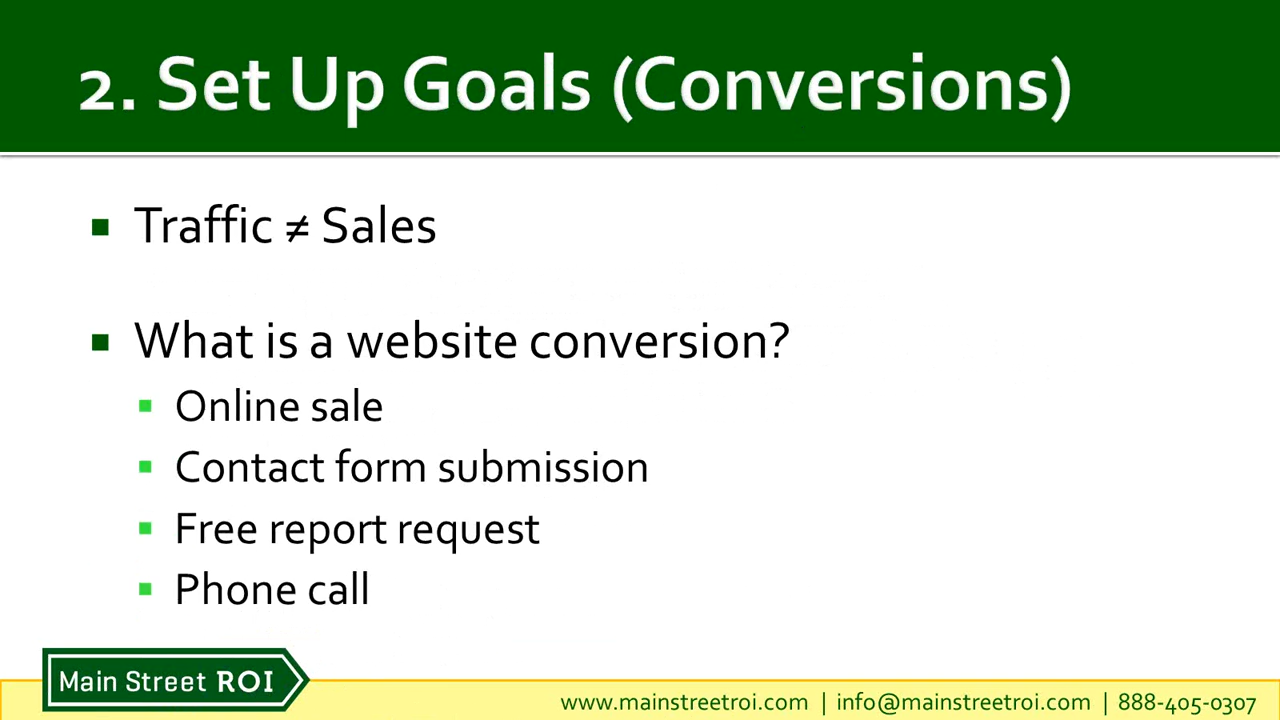 2. Set Up Goals (Conversions)
Traffic ≠ Sales
What is a website conversion?
Online sale
Contact form submission
Free report request
Phone call
Main Street ROI
www.mainstreetroi.com | info@mainstreetroi.com | 888-405-0307